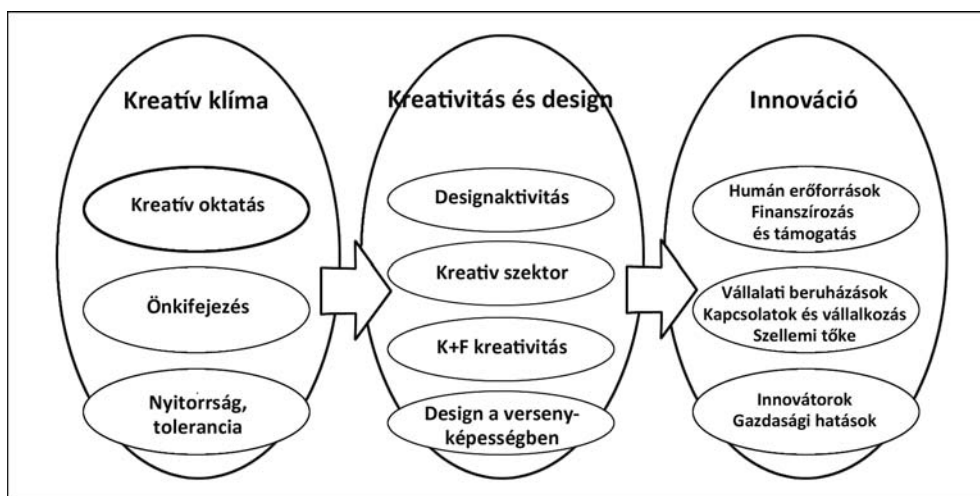 Kreatív klíma
Kreatív oktatás
Önkifejezés
Nyitorrság,
tolerancia
Kreativitás és design
Designaktivitás
Kreatív szektor
K+F kreativitás
Design a verseny-
képességben
Innováció
Humán erőforrások
Finanszírozás
és támogatás
Vállalati beruházások
Kapcsolatok és vállalkozás
Szellemi tőke
Innovátorok
Gazdasági hatások